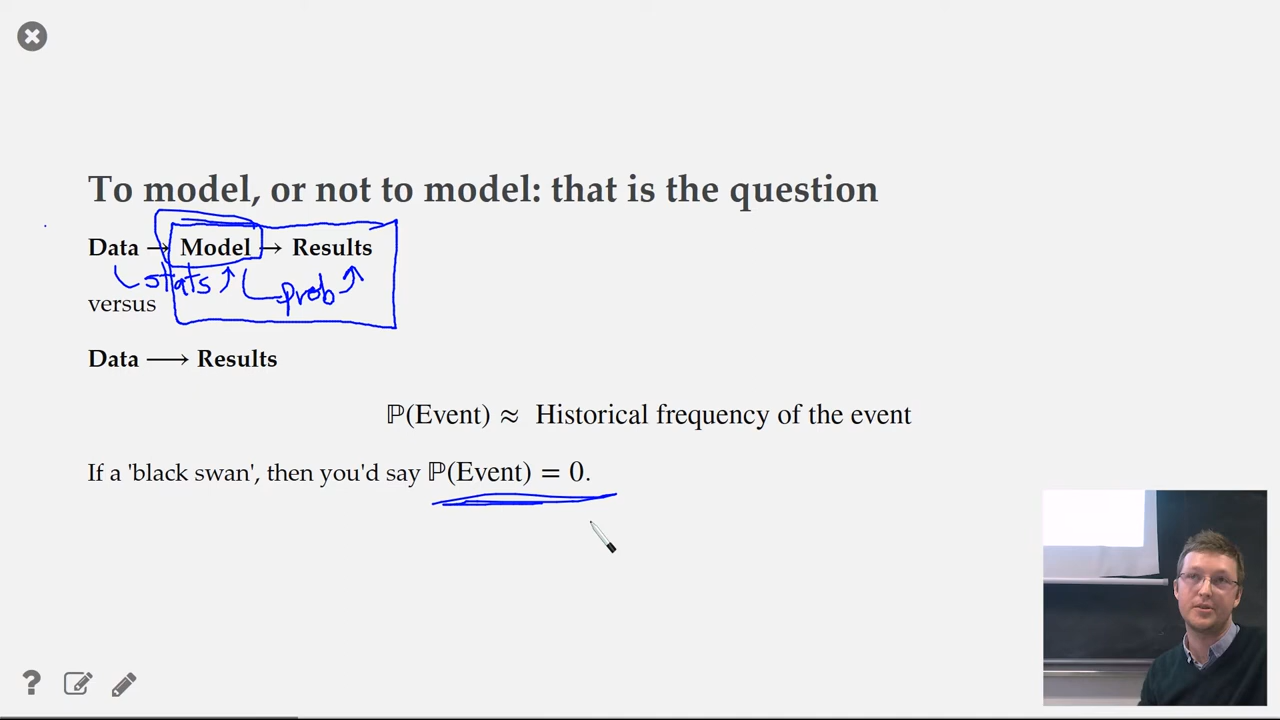 To model, or not to model: that is the question
Data → Model → Results
stats prob
versus
Data ⟶ Results
ℙ(Event) ≈ Historical frequency of the event
If a 'black swan', then you'd say ℙ(Event) = 0.
?